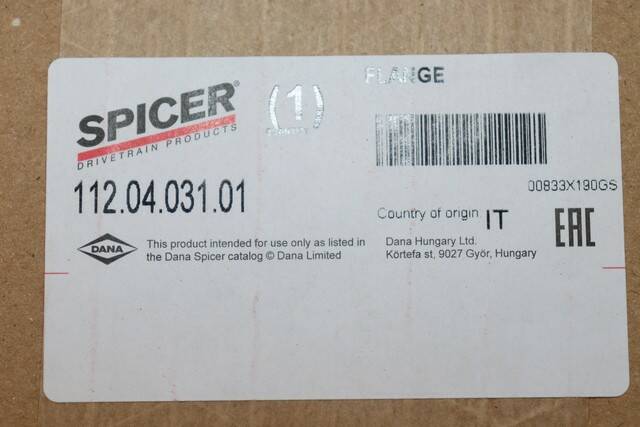 SPICER®
DRIVETRAIN PRODUCTS
(1)
FLANGE
112.04.031.01
00833X190GS
Country of origin IT
EAC
DANA
This product intended for use only as listed in
the Dana Spicer catalog © Dana Limited
Dana Hungary Ltd.
Körtefa st, 9027 Györ, Hungary